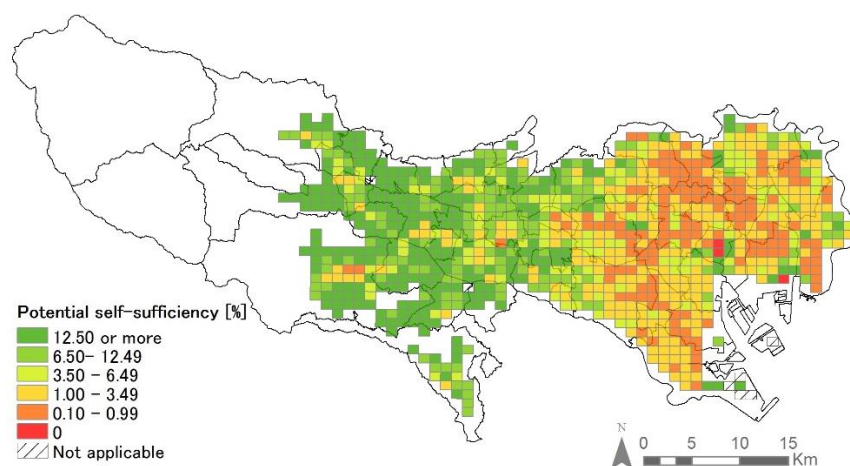 Potential self-sufficiency [%]
12.50 or more
6.50- 12.49
3.50 - 6.49
1.00 - 3.49
0.10 - 0.99
0
Not applicable
N
0 5 10 15
Km